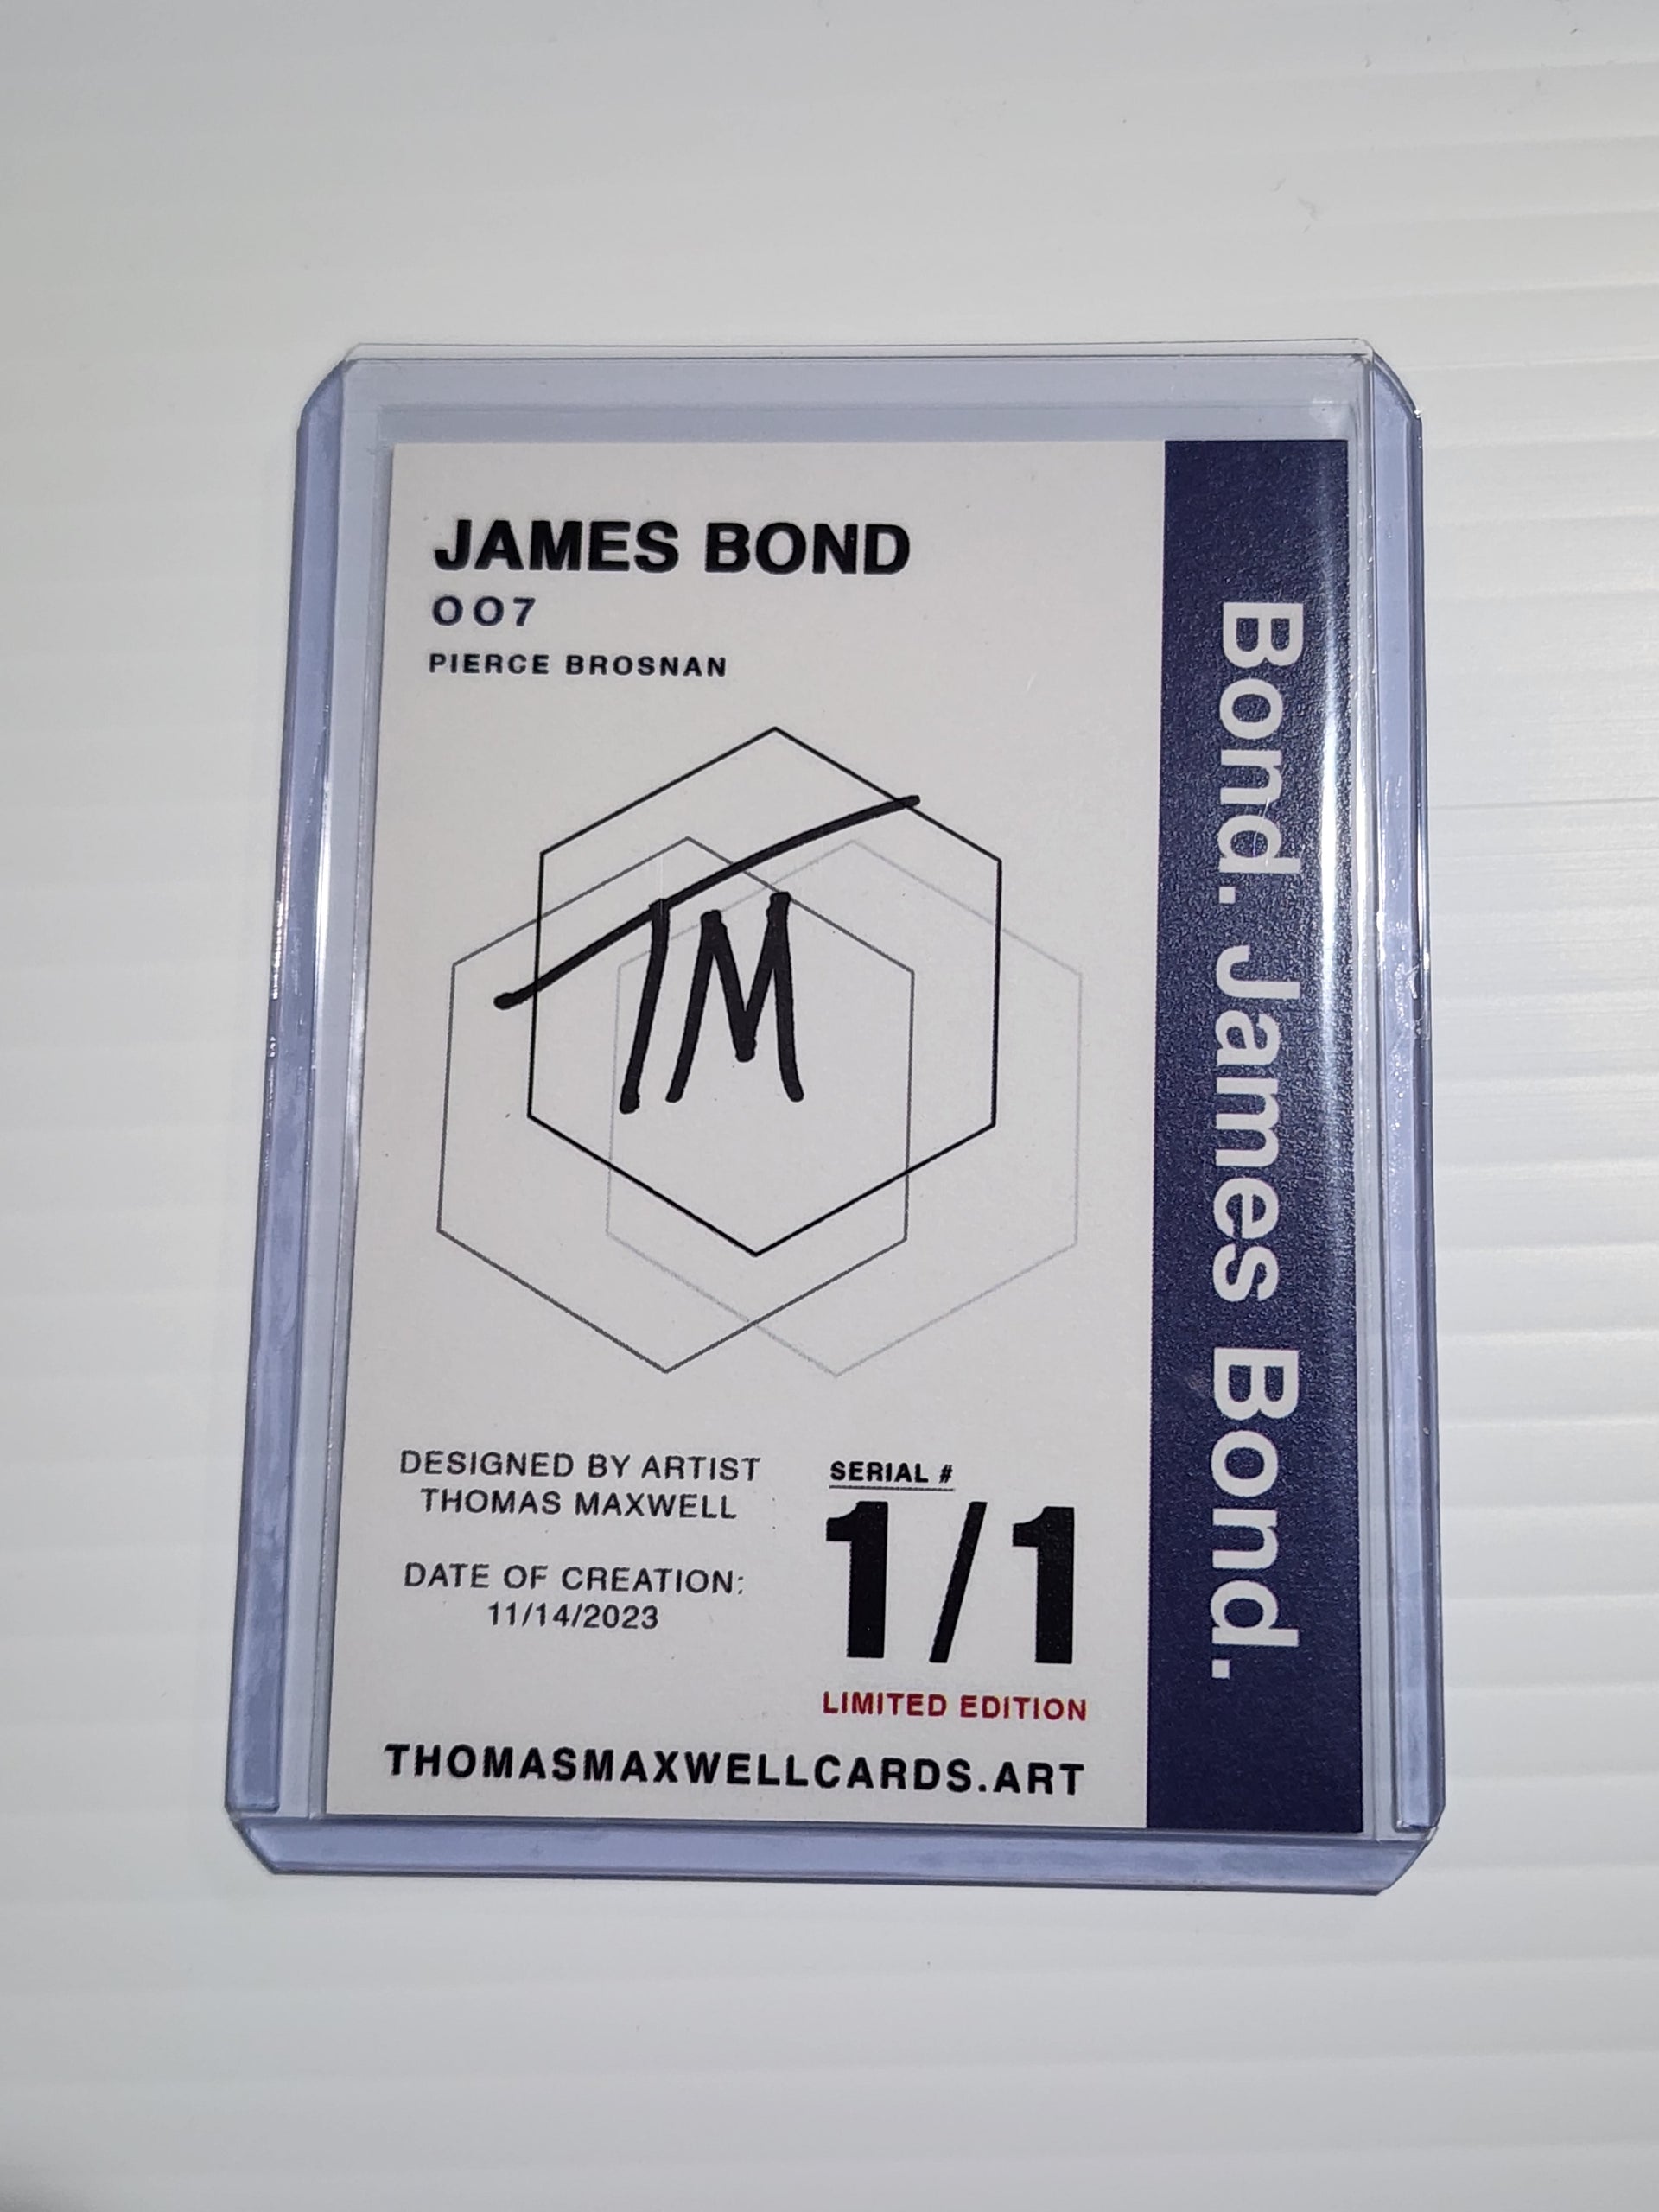 JAMES BOND
007
PIERCE BROSNAN
TM
DESIGNED BY ARTIST
THOMAS MAXWELL
DATE OF CREATION:
11/14/2023
SERIAL #
1/1
LIMITED EDITION
THOMASMAXWELLCARDS.ART
Bond. James Bond.